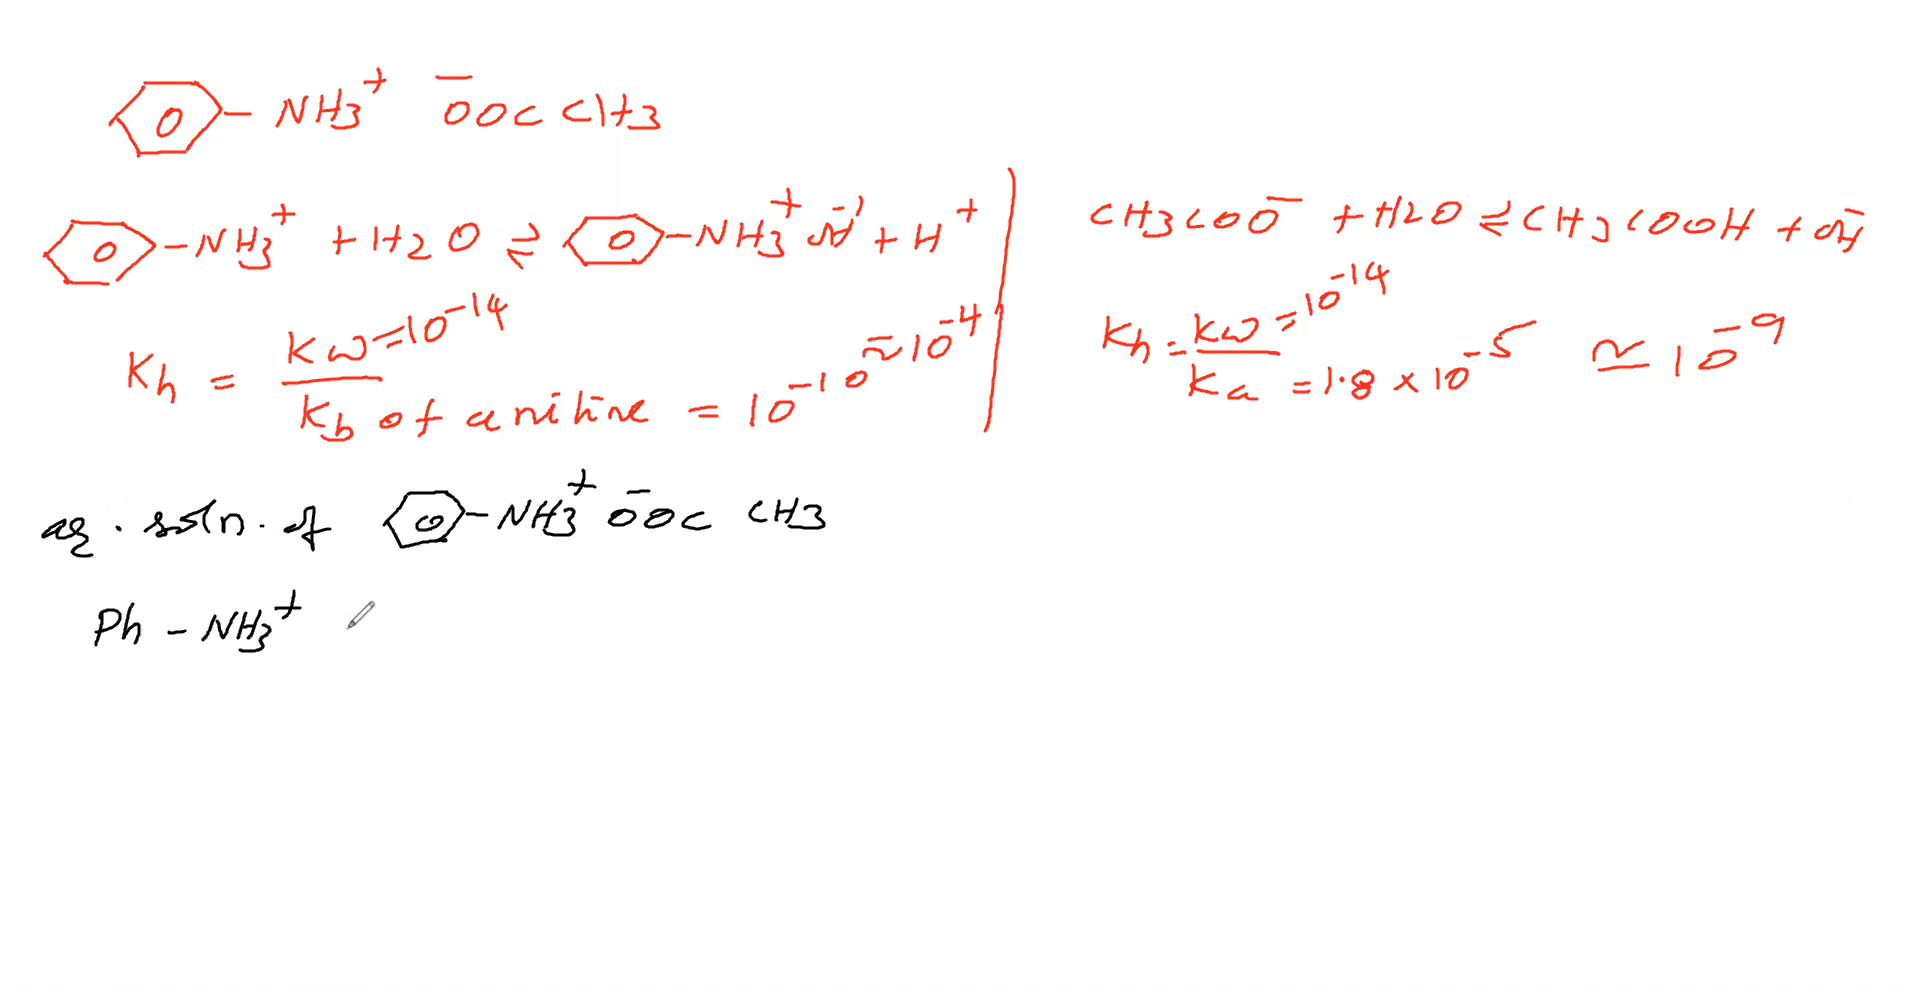 ⌬-NH3⁺ ⁻OOC CH3
⌬-NH3⁺ + H2O ⇌ ⌬-NH3⁺ OH⁻ + H⁺
Kh = Kw = 10⁻¹⁴ / Kb of aniline = 10⁻¹⁰ ≈ 10⁻⁴
CH3COO⁻ + H2O ⇌ CH3COOH + OH⁻
Kh = Kw = 10⁻¹⁴ / Ka = 1.8 × 10⁻⁵ ≃ 10⁻⁹
aq. soln. of ⌬-NH3⁺ ⁻OOC CH3
Ph - NH3⁺